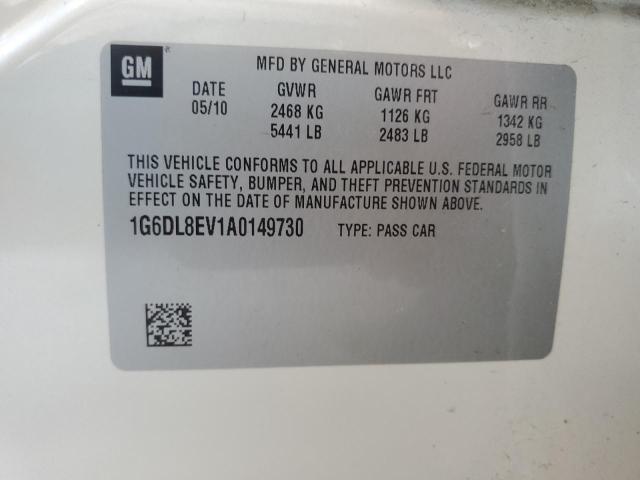 GM
MFD BY GENERAL MOTORS LLC
DATE GVWR GAWR FRT GAWR RR
05/10 2468 KG 1126 KG 1342 KG
5441 LB 2483 LB 2958 LB
THIS VEHICLE CONFORMS TO ALL APPLICABLE U.S. FEDERAL MOTOR
VEHICLE SAFETY, BUMPER, AND THEFT PREVENTION STANDARDS IN
EFFECT ON THE DATE OF MANUFACTURE SHOWN ABOVE.
1G6DL8EV1A0149730 TYPE: PASS CAR